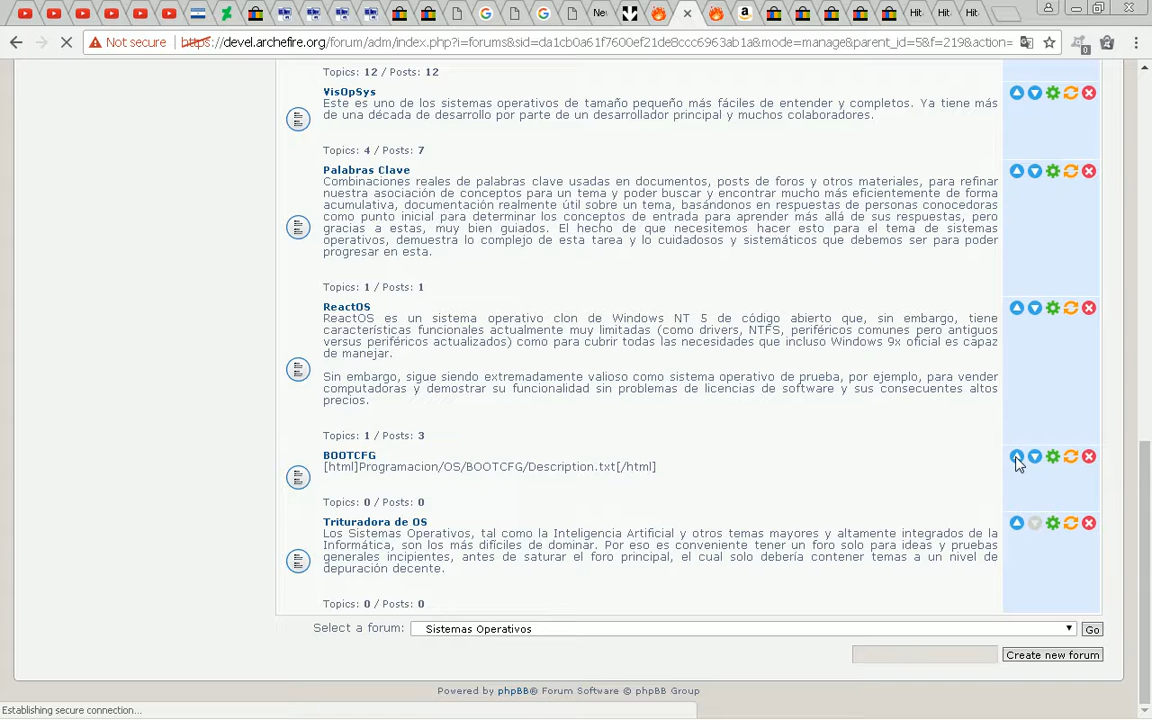 Ne
Hit
Hit
Hit
Not secure
https://devel.archefire.org/forum/adm/index.php?i=forums&sid=da1cb0a61f7600ef21de8ccc6963ab1a&mode=manage&parent_id=5&f=219&action=
Topics: 12 / Posts: 12
VisOpSys
Este es uno de los sistemas operativos de tamaño pequeño más fáciles de entender y completos. Ya tiene más
de una década de desarrollo por parte de un desarrollador principal y muchos colaboradores.
Topics: 4 / Posts: 7
Palabras Clave
Combinaciones reales de palabras clave usadas en documentos, posts de foros y otros materiales, para refinar
nuestra asociación de conceptos para un tema y poder buscar y encontrar mucho más eficientemente de forma
acumulativa, documentación realmente útil sobre un tema, basándonos en respuestas de personas conocedoras
como punto inicial para determinar los conceptos de entrada para aprender más allá de sus respuestas, pero
gracias a estas, muy bien guiados. El hecho de que necesitemos hacer esto para el tema de sistemas
operativos, demuestra lo complejo de esta tarea y lo cuidadosos y sistemáticos que debemos ser para poder
progresar en esta.
Topics: 1 / Posts: 1
ReactOS
ReactOS es un sistema operativo clon de Windows NT 5 de código abierto que, sin embargo, tiene
características funcionales actualmente muy limitadas (como drivers, NTFS, periféricos comunes pero antiguos
versus periféricos actualizados) como para cubrir todas las necesidades que incluso Windows 9x oficial es capaz
de manejar.
Sin embargo, sigue siendo extremadamente valioso como sistema operativo de prueba, por ejemplo, para vender
computadoras y demostrar su funcionalidad sin problemas de licencias de software y sus consecuentes altos
precios.
Topics: 1 / Posts: 3
BOOTCFG
[html]Programacion/OS/BOOTCFG/Description.txt[/html]
Topics: 0 / Posts: 0
Trituradora de OS
Los Sistemas Operativos, tal como la Inteligencia Artificial y otros temas mayores y altamente integrados de la
Informática, son los más difíciles de dominar. Por eso es conveniente tener un foro solo para ideas y pruebas
generales incipientes, antes de saturar el foro principal, el cual solo debería contener temas a un nivel de
depuración decente.
Topics: 0 / Posts: 0
Select a forum: Sistemas Operativos Go
Create new forum
Powered by phpBB® Forum Software © phpBB Group
Establishing secure connection...